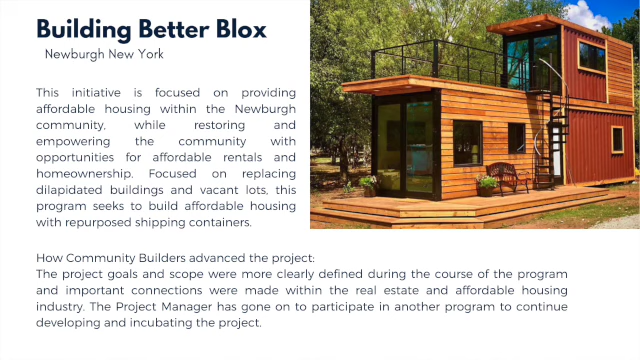 Building Better Blox
Newburgh New York
This initiative is focused on providing
affordable housing within the Newburgh
community, while restoring and
empowering the community with
opportunities for affordable rentals and
homeownership. Focused on replacing
dilapidated buildings and vacant lots, this
program seeks to build affordable housing
with repurposed shipping containers.
How Community Builders advanced the project:
The project goals and scope were more clearly defined during the course of the program
and important connections were made within the real estate and affordable housing
industry. The Project Manager has gone on to participate in another program to continue
developing and incubating the project.